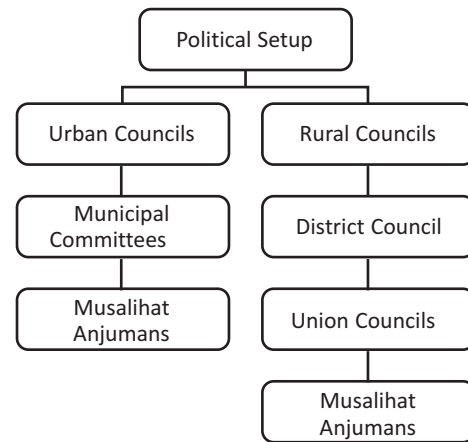 Political Setup
Urban Councils
Rural Councils
Municipal
Committees
District Council
Musalihat
Anjumans
Union Councils
Musalihat
Anjumans